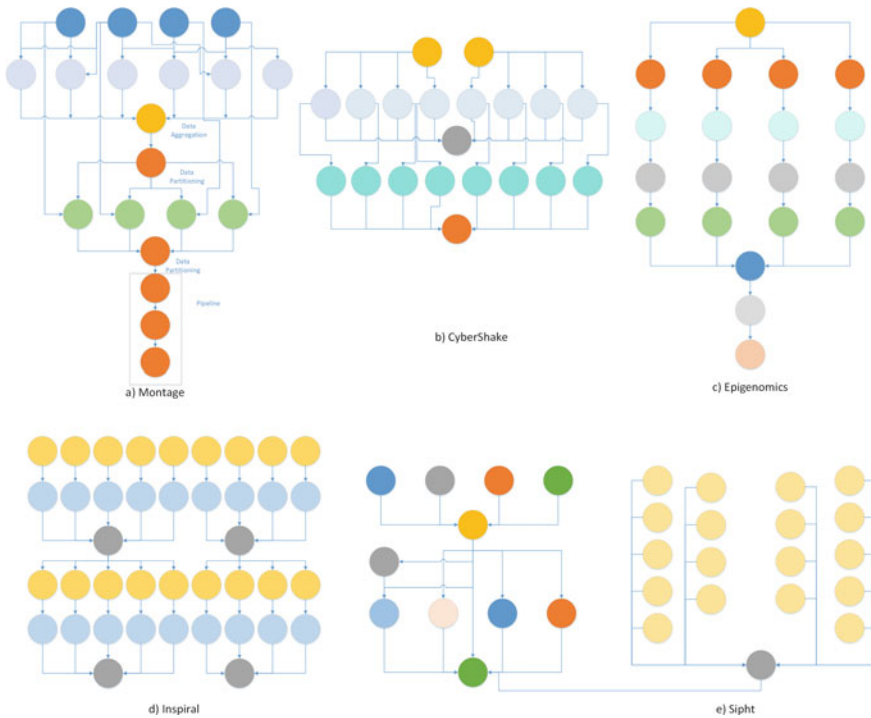 Data
Aggregation
Data
Partitioning
Data
Partitioning
Pipeline
a) Montage
b) CyberShake
c) Epigenomics
d) Inspiral
e) Sipht